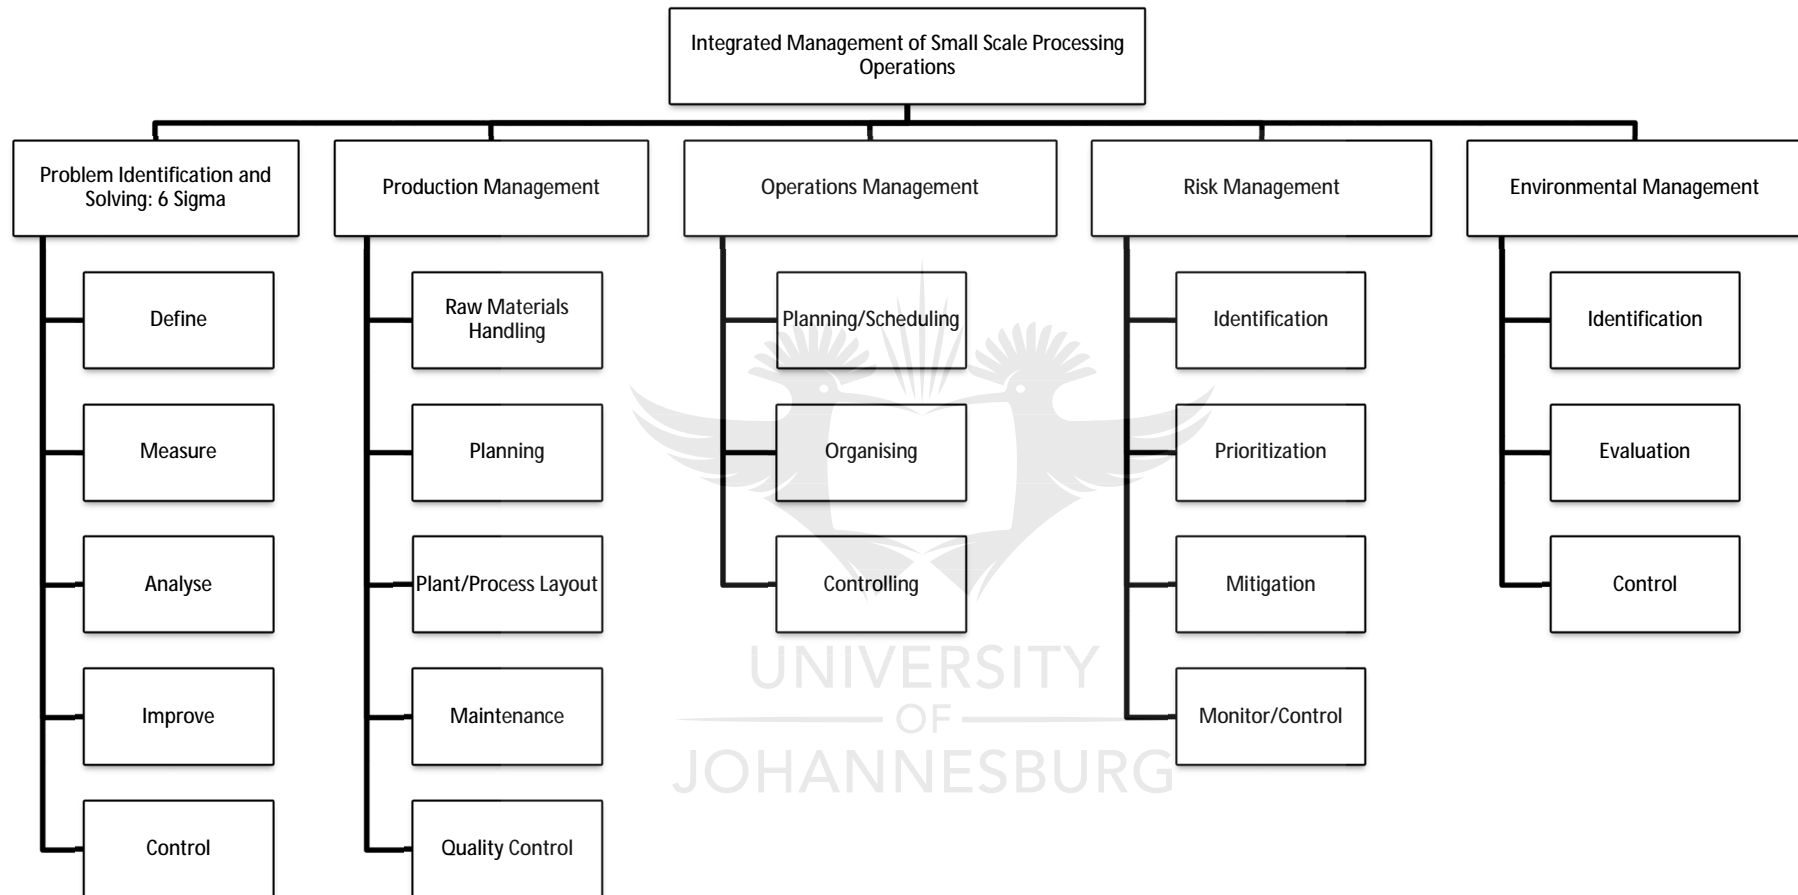 Integrated Management of Small Scale Processing
Operations
Problem Identification and
Solving: 6 Sigma
Production Management
Operations Management
Risk Management
Environmental Management
Define
Raw Materials
Handling
Planning/Scheduling
Identification
Identification
Measure
Planning
Organising
Prioritization
Evaluation
Analyse
Plant/Process Layout
Controlling
Mitigation
Control
Improve
Maintenance
Monitor/Control
Control
Quality Control
UNIVERSITY
OF
JOHANNESBURG